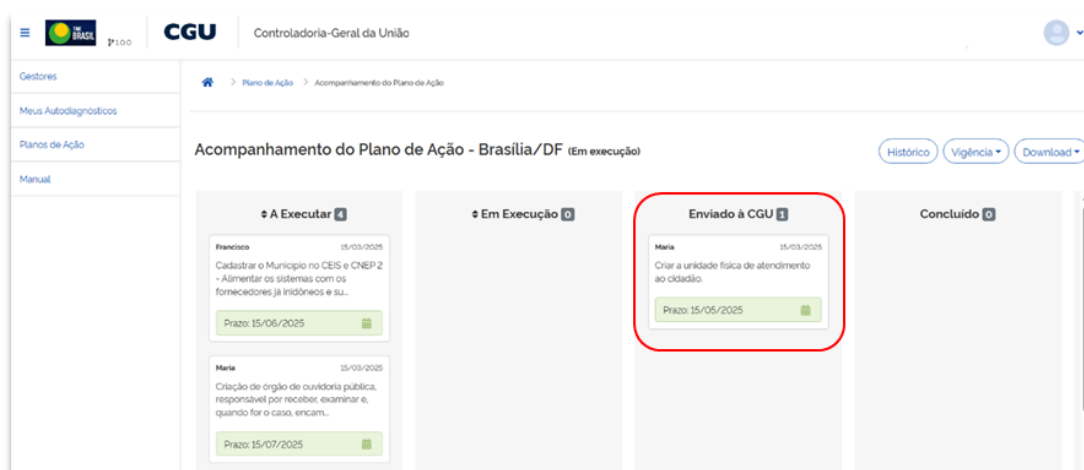 TIME
BRASIL
1.0.0
CGU
Controladoria-Geral da União
Gestores
Meus Autodiagnósticos
Planos de Ação
Manual
> Plano de Ação > Acompanhamento do Plano de Ação
Acompanhamento do Plano de Ação - Brasília/DF (Em execução)
Histórico
Vigência
Download
A Executar 4
Francisco 15/03/2025
Cadastrar o Município no CEIS e CNEP 2
- Alimentar os sistemas com os
fornecedores já inidôneos e su...
Prazo: 15/06/2025
Maria 15/03/2025
Criação de órgão de ouvidoria pública,
responsável por receber, examinar e,
quando for o caso, encam...
Prazo: 15/07/2025
Em Execução 0
Enviado à CGU 1
Maria 15/03/2025
Criar a unidade física de atendimento
ao cidadão.
Prazo: 15/05/2025
Concluído 0